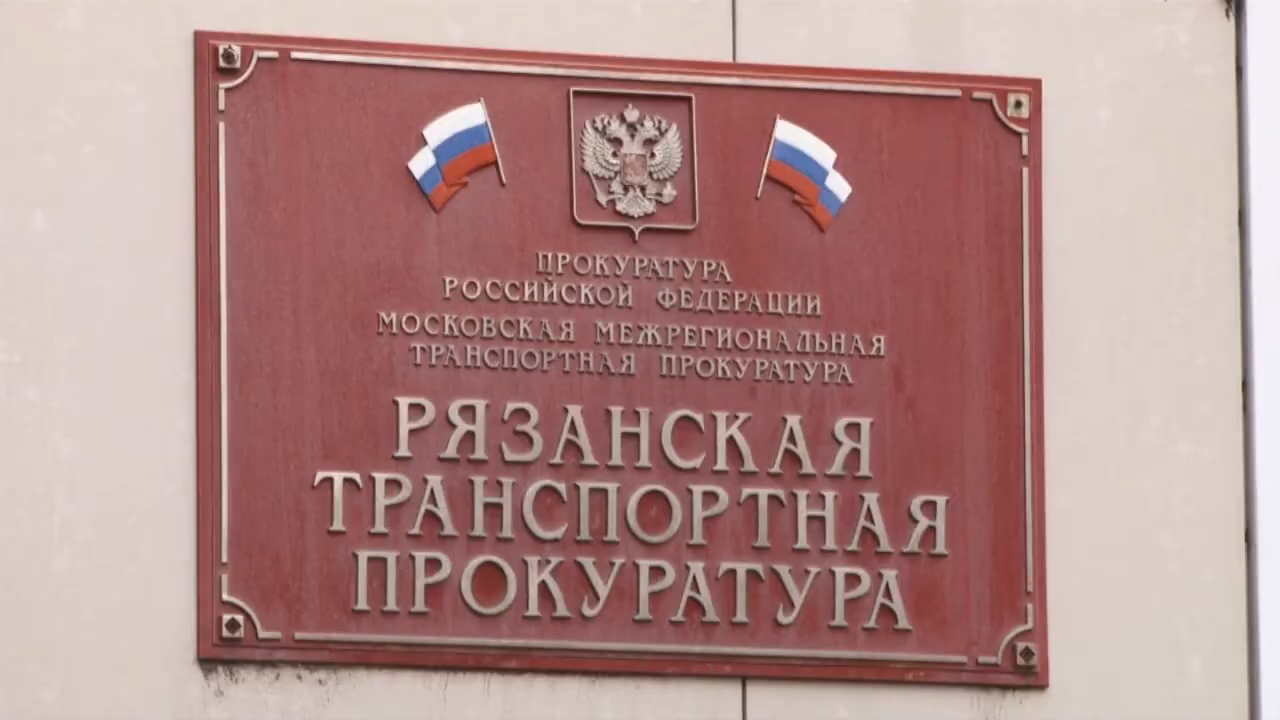 ПРОКУРАТУРА
РОССИЙСКОЙ ФЕДЕРАЦИИ
МОСКОВСКАЯ МЕЖРЕГИОНАЛЬНАЯ
ТРАНСПОРТНАЯ ПРОКУРАТУРА
РЯЗАНСКАЯ
ТРАНСПОРТНАЯ
ПРОКУРАТУРА